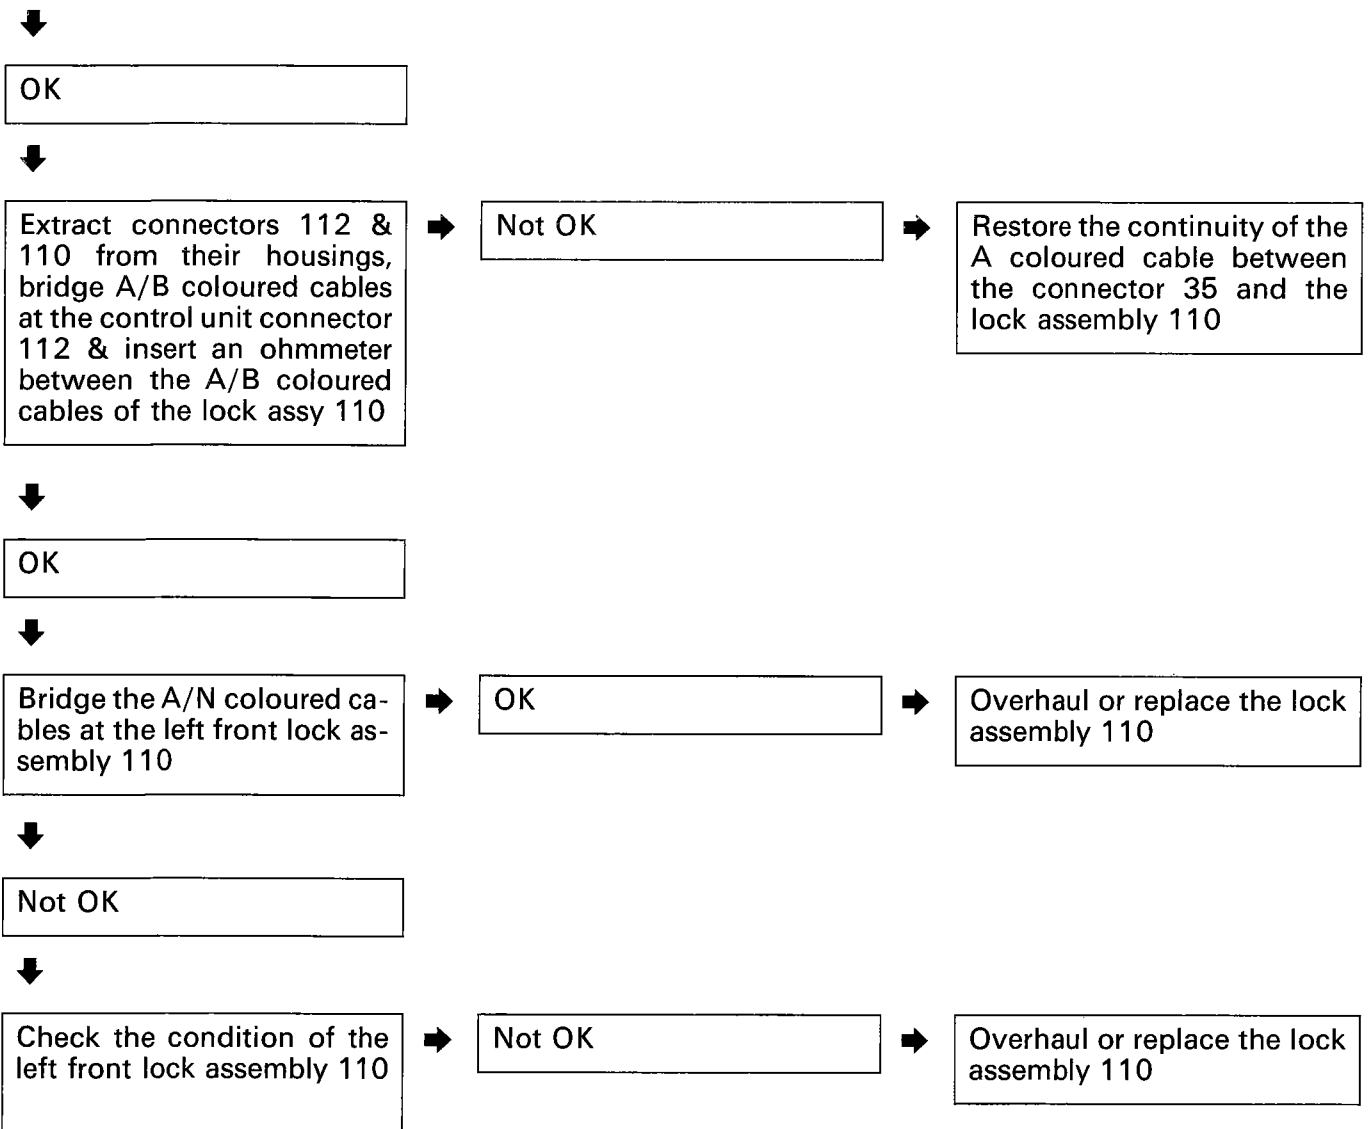 OK
Extract connectors 112 &
110 from their housings,
bridge A/B coloured cables
at the control unit connector
112 & insert an ohmmeter
between the A/B coloured
cables of the lock assy 110
Not OK
Restore the continuity of the
A coloured cable between
the connector 35 and the
lock assembly 110
OK
Bridge the A/N coloured ca-
bles at the left front lock as-
sembly 110
OK
Overhaul or replace the lock
assembly 110
Not OK
Check the condition of the
left front lock assembly 110
Not OK
Overhaul or replace the lock
assembly 110